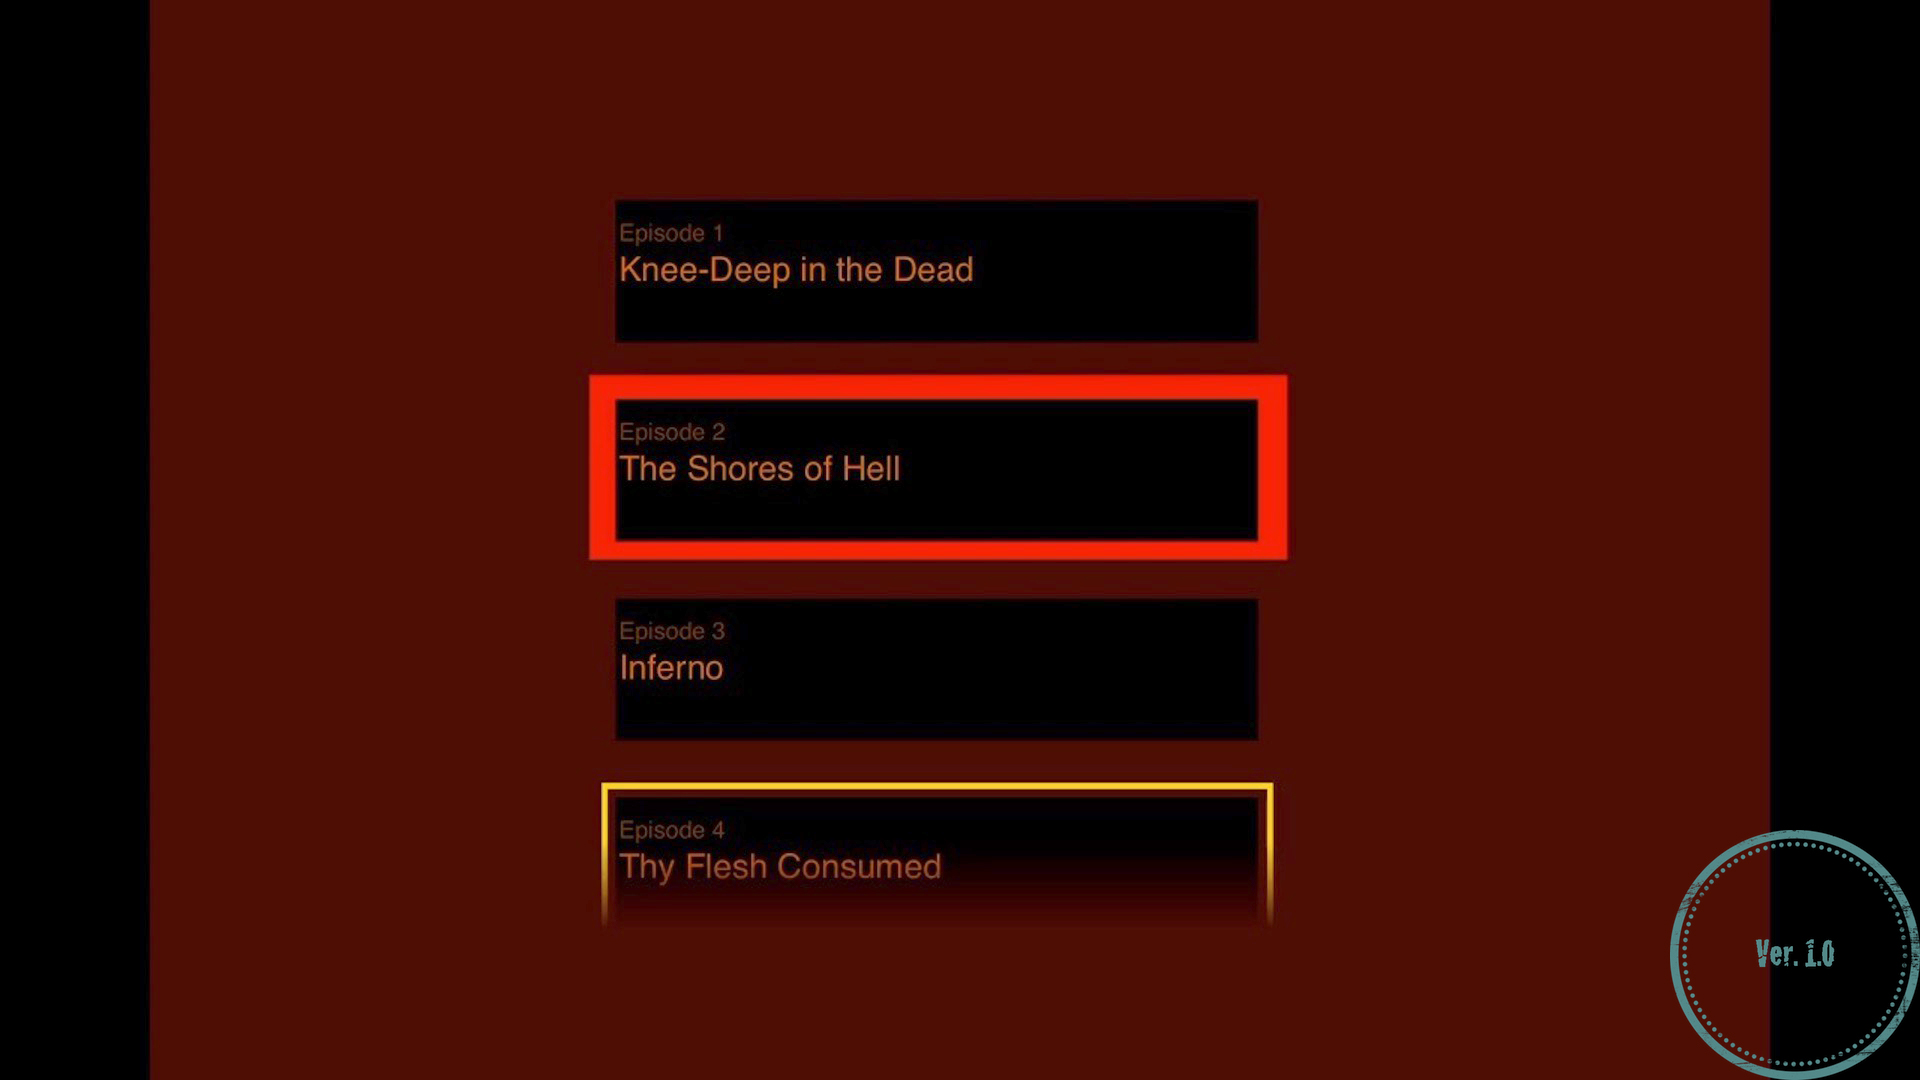 Episode 1
Knee-Deep in the Dead
Episode 2
The Shores of Hell
Episode 3
Inferno
Episode 4
Thy Flesh Consumed
Ver. 1.0